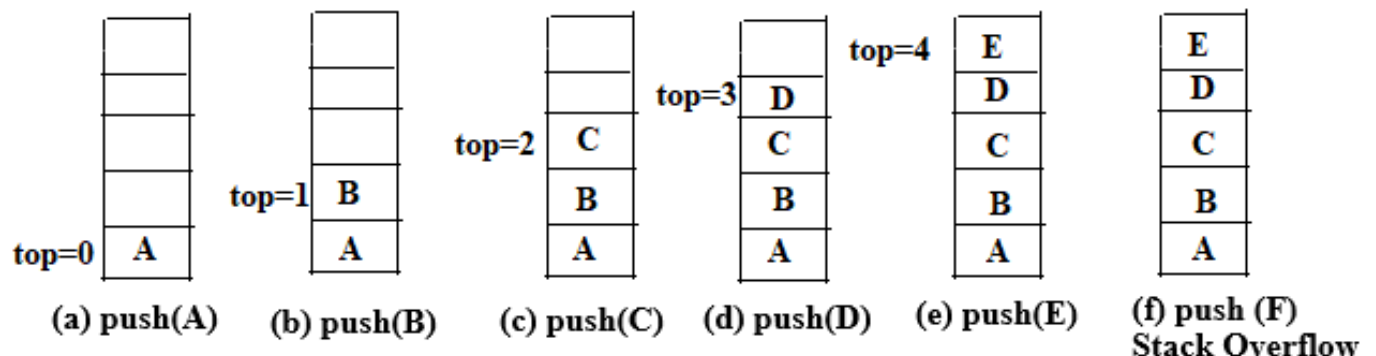 top=0 A
(a) push(A)
top=1 B
A
(b) push(B)
top=2 C
B
A
(c) push(C)
top=3 D
C
B
A
(d) push(D)
top=4 E
D
C
B
A
(e) push(E)
E
D
C
B
A
(f) push (F)
Stack Overflow